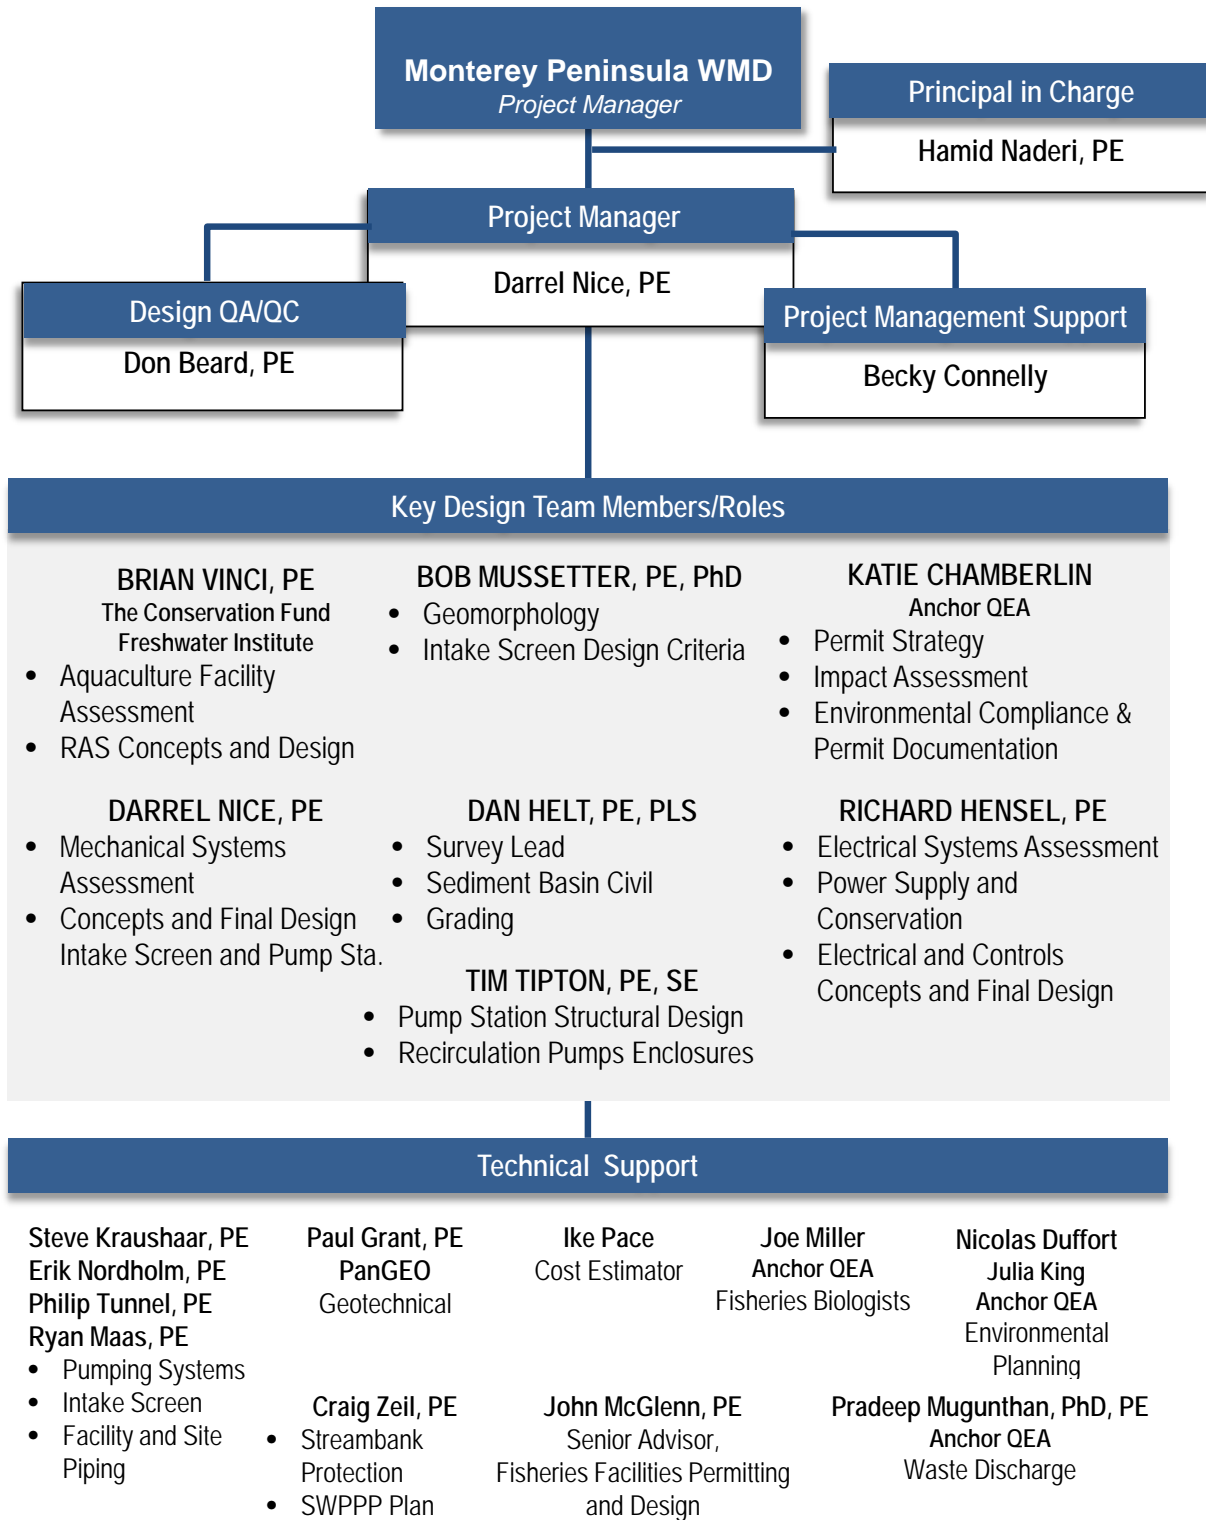 Monterey Peninsula WMD
Project Manager
Principal in Charge
Hamid Naderi, PE
Project Manager
Darrel Nice, PE
Design QA/QC
Don Beard, PE
Project Management Support
Becky Connelly
Key Design Team Members/Roles
BRIAN VINCI, PE
The Conservation Fund
Freshwater Institute
• Aquaculture Facility
Assessment
• RAS Concepts and Design
BOB MUSSETTER, PE, PhD
• Geomorphology
• Intake Screen Design Criteria
KATIE CHAMBERLIN
Anchor QEA
• Permit Strategy
• Impact Assessment
• Environmental Compliance &
Permit Documentation
DARREL NICE, PE
• Mechanical Systems
Assessment
• Concepts and Final Design
Intake Screen and Pump Sta.
DAN HELT, PE, PLS
• Survey Lead
• Sediment Basin Civil
• Grading
TIM TIPTON, PE, SE
• Pump Station Structural Design
• Recirculation Pumps Enclosures
RICHARD HENSEL, PE
• Electrical Systems Assessment
• Power Supply and
Conservation
• Electrical and Controls
Concepts and Final Design
Technical Support
Steve Kraushaar, PE
Erik Nordholm, PE
Philip Tunnel, PE
Ryan Maas, PE
• Pumping Systems
• Intake Screen
• Facility and Site
Piping
Paul Grant, PE
PanGEO
Geotechnical
Ike Pace
Cost Estimator
Joe Miller
Anchor QEA
Fisheries Biologists
Nicolas Duffort
Julia King
Anchor QEA
Environmental
Planning
Craig Zeil, PE
• Streambank
Protection
• SWPPP Plan
John McGlenn, PE
Senior Advisor,
Fisheries Facilities Permitting
and Design
Pradeep Mugunthan, PhD, PE
Anchor QEA
Waste Discharge